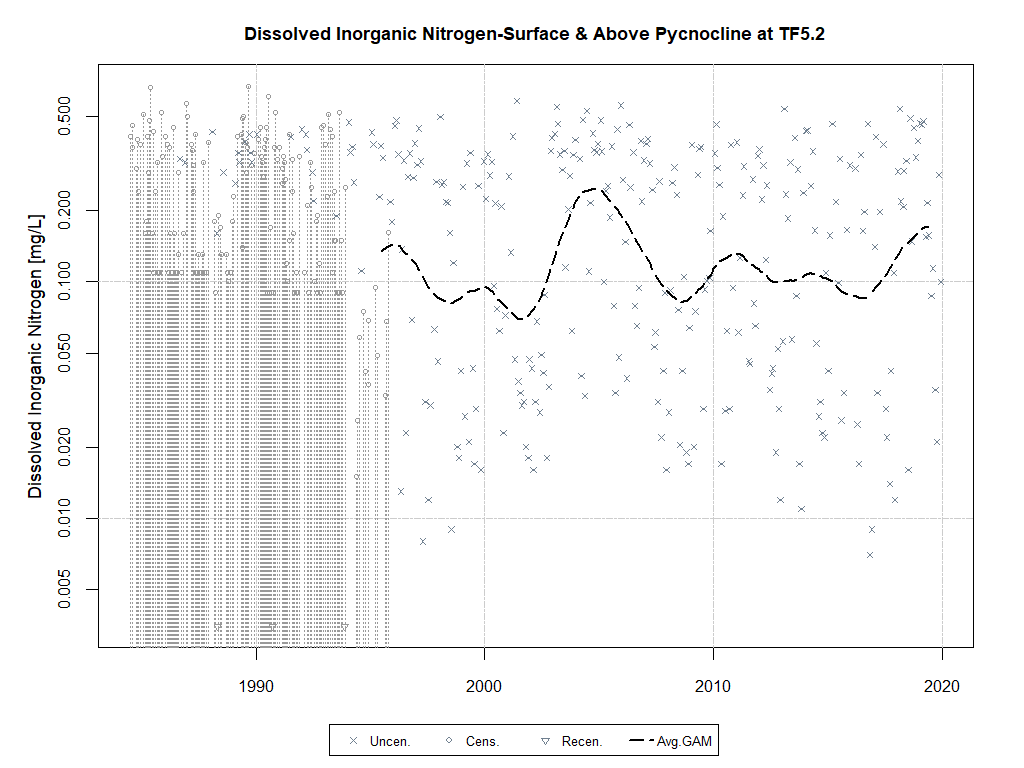 Dissolved Inorganic Nitrogen-Surface & Above Pycnocline at TF5.2
Dissolved Inorganic Nitrogen [mg/L]
0.500
0.200
0.100
0.050
0.020
0.010
0.005
1990 2000 2010 2020
Uncen. Cens. Recen. Avg.GAM